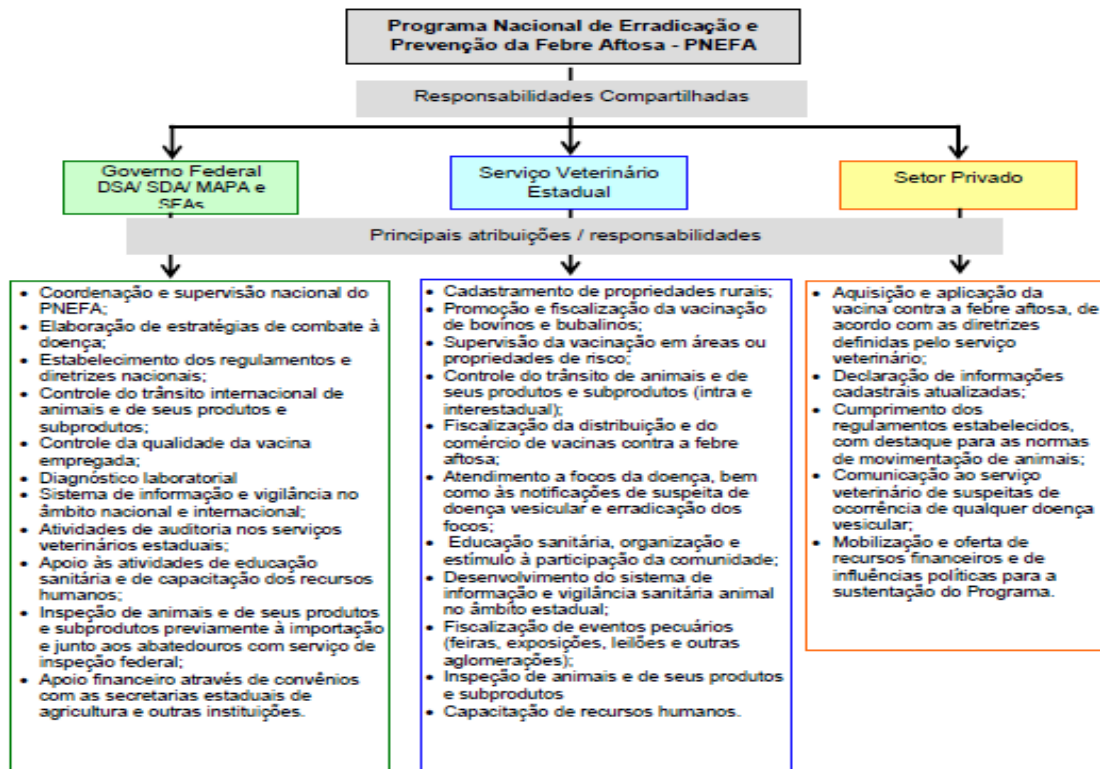 Programa Nacional de Erradicação e
Prevenção da Febre Aftosa - PNEFA
Responsabilidades Compartilhadas
Governo Federal
DSA/ SDA/ MAPA e
SFAs
Serviço Veterinário
Estadual
Setor Privado
Principais atribuições / responsabilidades
• Coordenação e supervisão nacional do
PNEFA;
• Elaboração de estratégias de combate à
doença;
• Estabelecimento dos regulamentos e
diretrizes nacionais;
• Controle do trânsito internacional de
animais e de seus produtos e
subprodutos;
• Controle da qualidade da vacina
empregada;
• Diagnóstico laboratorial
• Sistema de informação e vigilância no
âmbito nacional e internacional;
• Atividades de auditoria nos serviços
veterinários estaduais;
• Apoio às atividades de educação
sanitária e de capacitação dos recursos
humanos;
• Inspeção de animais e de seus produtos
e subprodutos previamente à importação
e junto aos abatedouros com serviço de
inspeção federal;
• Apoio financeiro através de convênios
com as secretarias estaduais de
agricultura e outras instituições.
• Cadastramento de propriedades rurais;
• Promoção e fiscalização da vacinação
de bovinos e bubalinos;
• Supervisão da vacinação em áreas ou
propriedades de risco;
• Controle do trânsito de animais e de
seus produtos e subprodutos (intra e
interestadual);
• Fiscalização da distribuição e do
comércio de vacinas contra a febre
aftosa;
• Atendimento a focos da doença, bem
como às notificações de suspeita de
doença vesicular e erradicação dos
focos;
• Educação sanitária, organização e
estímulo à participação da comunidade;
• Desenvolvimento do sistema de
informação e vigilância sanitária animal
no âmbito estadual;
• Fiscalização de eventos pecuários
(feiras, exposições, leilões e outras
aglomerações);
• Inspeção de animais e de seus produtos
e subprodutos
• Capacitação de recursos humanos.
• Aquisição e aplicação da
vacina contra a febre aftosa, de
acordo com as diretrizes
definidas pelo serviço
veterinário;
• Declaração de informações
cadastrais atualizadas;
• Cumprimento dos
regulamentos estabelecidos,
com destaque para as normas
de movimentação de animais;
• Comunicação ao serviço
veterinário de suspeitas de
ocorrência de qualquer doença
vesicular;
• Mobilização e oferta de
recursos financeiros e de
influências políticas para a
sustentação do Programa.